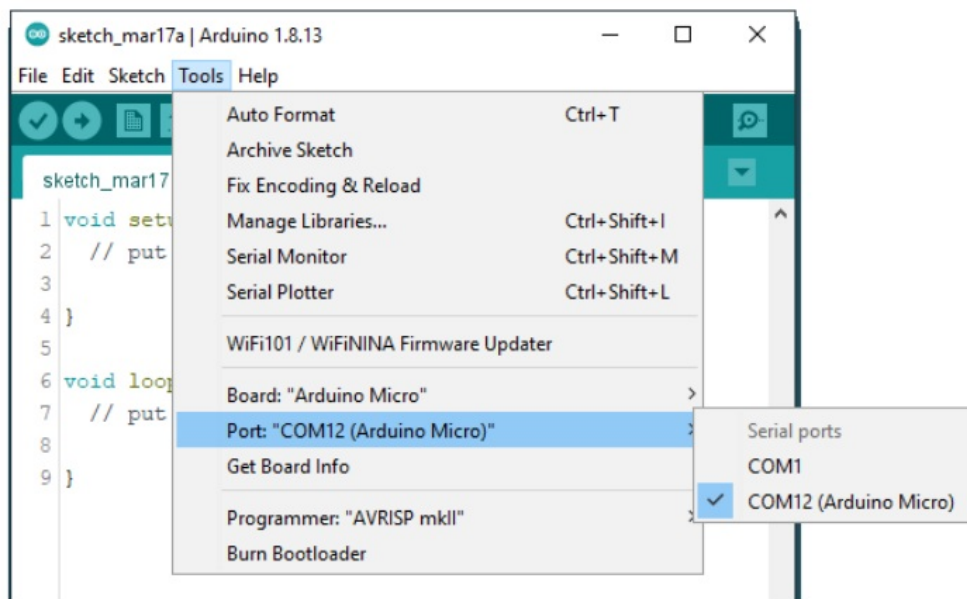 sketch_mar17a | Arduino 1.8.13
File Edit Sketch Tools Help
Auto Format Ctrl+T
Archive Sketch
sketch_mar17
Fix Encoding & Reload
1 void setu
Manage Libraries... Ctrl+Shift+I
2 // put
Serial Monitor Ctrl+Shift+M
3
Serial Plotter Ctrl+Shift+L
4 }
5
WiFi101 / WiFiNINA Firmware Updater
6 void loop
Board: "Arduino Micro"
7 // put
Port: "COM12 (Arduino Micro)"
Serial ports
8
Get Board Info
COM1
9 }
COM12 (Arduino Micro)
Programmer: "AVRISP mkII"
Burn Bootloader